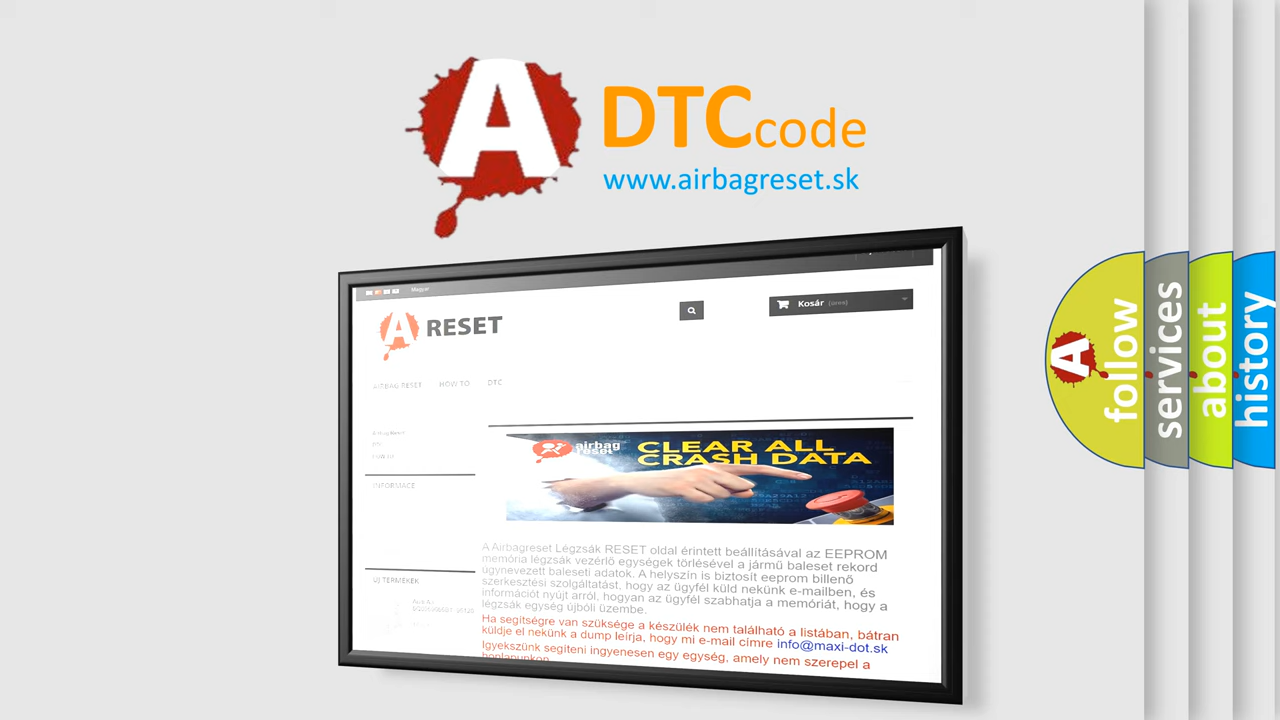 A DTCcode
www.airbagreset.sk
Magyar
Kosár (üres)
A RESET
AIRBAG RESET HOW TO DTC
INFORMACE
ÚJ TERMÉKEK
airbag
reset
CLEAR ALL
CRASH DATA
A Airbagreset Légzsák RESET oldal érintett beállításával az EEPROM
memória légzsák vezérlő egységek törlésével a jármű baleset rekord
úgynevezett baleseti adatok. A helyszín is biztosít eeprom billenő
szerkesztési szolgáltatást, hogy az ügyfél küld nekünk e-mailben, és
információt nyújt arról, hogyan az ügyfél szabhatja a memóriát, hogy a
légzsák egység újbóli üzembe.
Ha segítségre van szüksége a készülék nem található a listában, bátran
küldje el nekünk a dump leírja, hogy mi e-mail címre info@maxi-dot.sk
Igyekszünk segíteni ingyenesen egy egység, amely nem szerepel a
honlapunkon
A follow
services
about
history